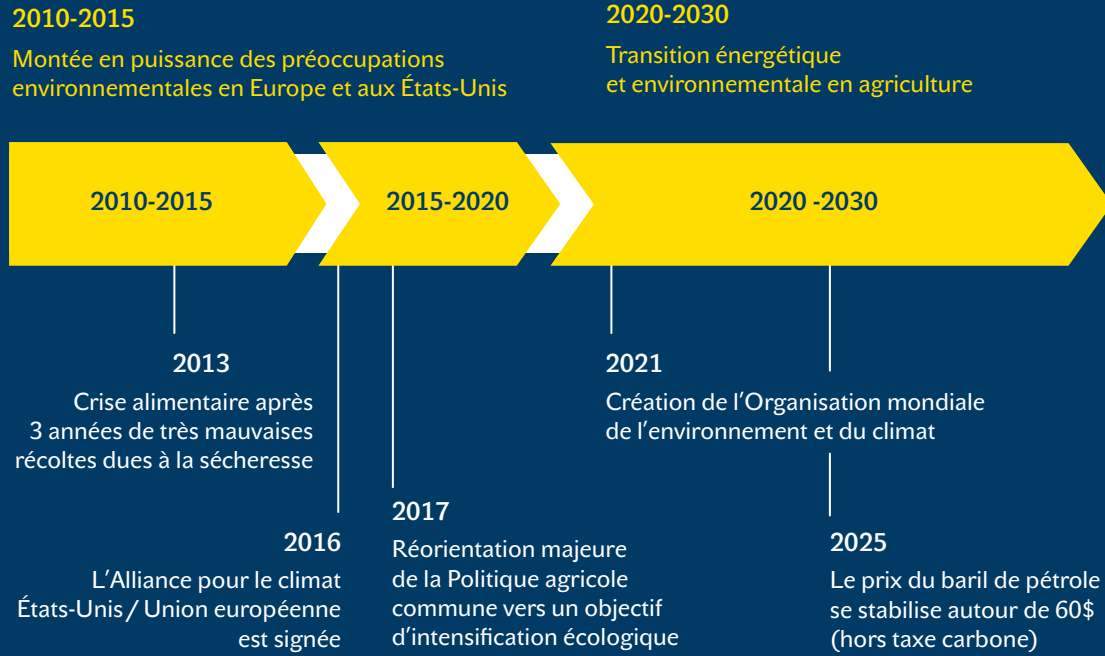 2010-2015
Montée en puissance des préoccupations
environnementales en Europe et aux États-Unis
2020-2030
Transition énergétique
et environnementale en agriculture
2010-2015
2015-2020
2020 -2030
2013
Crise alimentaire après
3 années de très mauvaises
récoltes dues à la sécheresse
2016
L'Alliance pour le climat
États-Unis / Union européenne
est signée
2017
Réorientation majeure
de la Politique agricole
commune vers un objectif
d'intensification écologique
2021
Création de l'Organisation mondiale
de l'environnement et du climat
2025
Le prix du baril de pétrole
se stabilise autour de 60$
(hors taxe carbone)